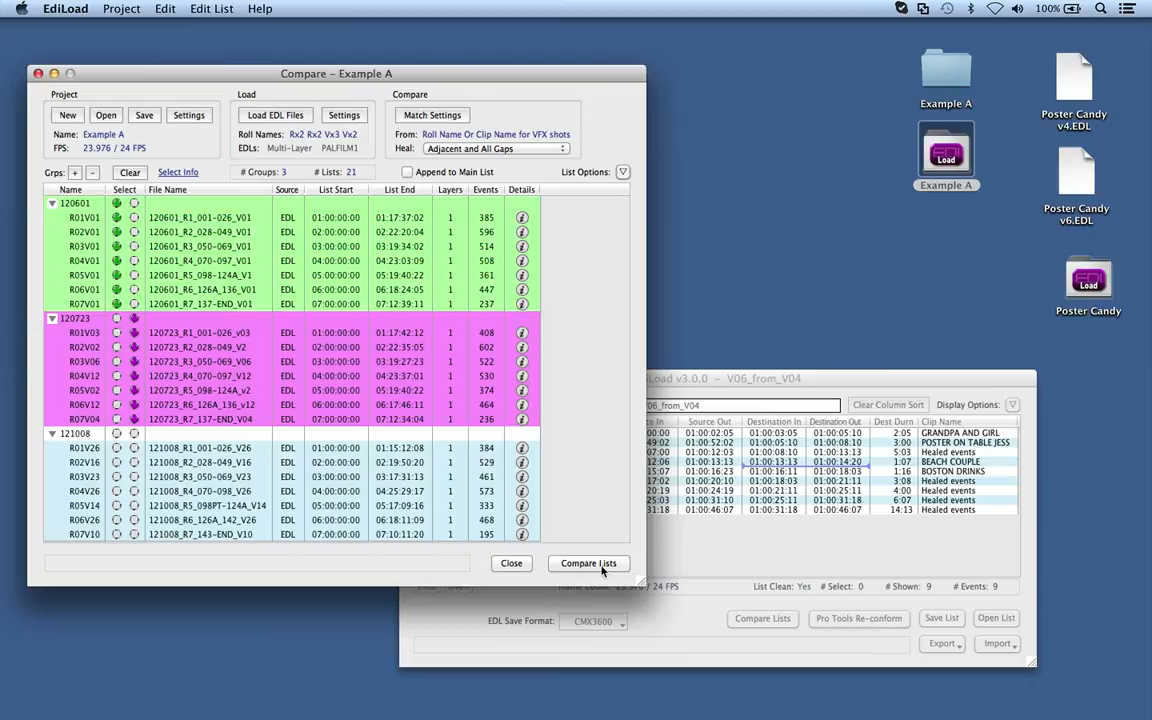 EdiLoad Project Edit Edit List Help 100%
Compare - Example A
Project Load Compare
New Open Save Settings Load EDL Files Settings Match Settings
Name: Example A Roll Names: Rx2 Rx2 Vx3 Vx2 From: Roll Name Or Clip Name for VFX shots
FPS: 23.976 / 24 FPS EDLs: Multi-Layer PALFILM1 Heal: Adjacent and All Gaps
Grps: + - Clear Select Info # Groups: 3 # Lists: 21 Append to Main List List Options:
Name Select File Name Source List Start List End Layers Events Details
120601
R01V01 120601_R1_001-026_V01 EDL 01:00:00:00 01:17:37:02 1 385
R02V01 120601_R2_028-049_V01 EDL 02:00:00:00 02:22:20:04 1 596
R03V01 120601_R3_050-069_V01 EDL 03:00:00:00 03:19:34:02 1 514
R04V01 120601_R4_070-097_V01 EDL 04:00:00:00 04:23:03:09 1 508
R05V01 120601_R5_098-124A_V1 EDL 05:00:00:00 05:19:40:22 1 361
R06V01 120601_R6_126A_136_V01 EDL 06:00:00:00 06:18:24:05 1 447
R07V01 120601_R7_137-END_V01 EDL 07:00:00:00 07:12:39:11 1 237
120723
R01V03 120723_R1_001-026_v03 EDL 01:00:00:00 01:17:42:12 1 408
R02V02 120723_R2_028-049_V2 EDL 02:00:00:00 02:22:35:05 1 602
R03V06 120723_R3_050-069_V06 EDL 03:00:00:00 03:19:27:23 1 522
R04V12 120723_R4_070-097_V12 EDL 04:00:00:00 04:23:37:01 1 530
R05V02 120723_R5_098-124A_v2 EDL 05:00:00:00 05:19:40:22 1 374
R06V12 120723_R6_126A_136_v12 EDL 06:00:00:00 06:17:46:11 1 464
R07V04 120723_R7_137-END_V04 EDL 07:00:00:00 07:12:34:04 1 236
121008
R01V26 121008_R1_001-026_V26 EDL 01:00:00:00 01:15:12:08 1 384
R02V16 121008_R2_028-049_V16 EDL 02:00:00:00 02:19:50:20 1 529
R03V23 121008_R3_050-069_V23 EDL 03:00:00:00 03:17:31:13 1 461
R04V26 121008_R4_070-098_V26 EDL 04:00:00:00 04:25:29:17 1 573
R05V14 121008_R5_098PT-124A_V14 EDL 05:00:00:00 05:17:09:16 1 333
R06V26 121008_R6_126A_142_V26 EDL 06:00:00:00 06:18:11:09 1 468
R07V10 121008_R7_143-END_V10 EDL 07:00:00:00 07:10:11:20 1 195
Close Compare Lists
Load v3.0.0 - V06_from_V04
06_from_V04 Clear Column Sort Display Options:
Source Out Destination In Destination Out Dest Durn Clip Name
00:00 01:00:02:05 01:00:03:05 01:00:05:10 2:05 GRANDPA AND GIRL
49:02 01:00:52:02 01:00:05:10 01:00:08:10 3:00 POSTER ON TABLE JESS
07:00 01:00:12:03 01:00:08:10 01:00:13:13 5:03 Healed events
12:06 01:00:13:13 01:00:13:13 01:00:14:20 1:07 BEACH COUPLE
15:07 01:00:16:23 01:00:16:11 01:00:18:03 1:16 BOSTON DRINKS
17:02 01:00:20:10 01:00:18:03 01:00:21:11 3:08 Healed events
20:19 01:00:24:19 01:00:21:11 01:00:25:11 4:00 Healed events
25:03 01:00:31:10 01:00:25:11 01:00:31:18 6:07 Healed events
31:18 01:00:46:07 01:00:31:18 01:00:46:07 14:13 Healed events
List Clean: Yes # Select: 0 # Shown: 9 # Events: 9
EDL Save Format: CMX3600 Compare Lists Pro Tools Re-conform Save List Open List
Export Import
Example A
EDI
Load
Example A
Poster Candy
v4.EDL
Poster Candy
v6.EDL
Load
Poster Candy